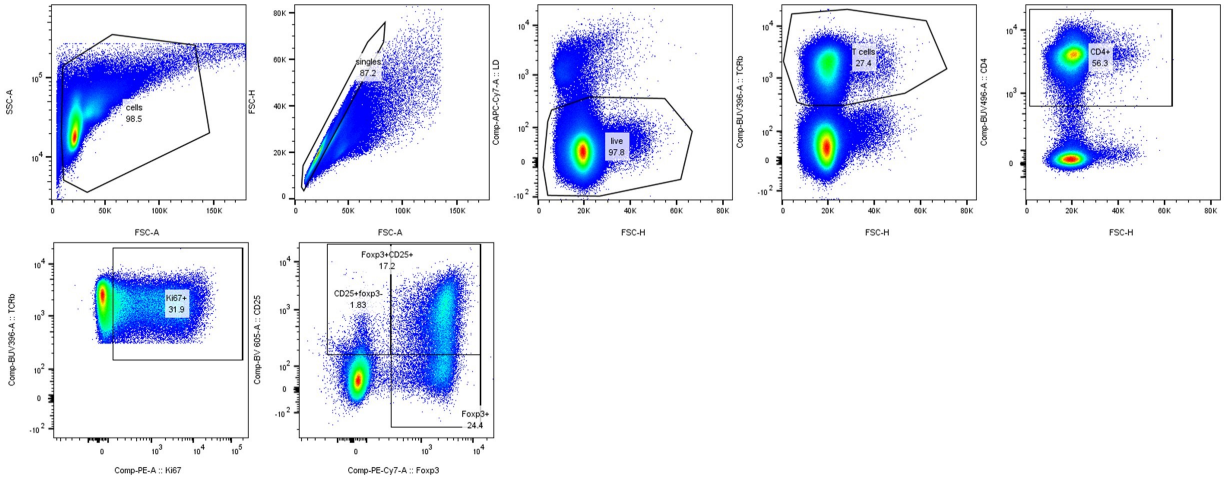 SSC-A
10^5
10^4
cells
98.5
0
50K
100K
150K
FSC-A
FSC-H
80K
60K
40K
20K
0
singles
87.2
0
50K
100K
150K
FSC-A
Comp-APC-Cy7-A :: LD
10^4
10^3
10^2
0
-10^2
live
97.8
0
20K
40K
60K
80K
FSC-H
Comp-BUV396-A :: TCRb
10^4
10^3
10^2
0
-10^2
T cells
27.4
0
20K
40K
60K
80K
FSC-H
Comp-BUV496-A :: CD4
10^4
10^3
0
CD4+
56.3
0
20K
40K
60K
80K
FSC-H
Comp-BUV396-A :: TCRb
10^4
10^3
10^2
0
-10^2
Ki67+
31.9
0
10^3
10^4
10^5
Comp-PE-A :: Ki67
Comp-BV 605-A :: CD25
10^4
10^3
10^2
0
-10^2
Foxp3+CD25+
17.2
CD25+foxp3-
1.83
Foxp3+
24.4
0
10^3
10^4
Comp-PE-Cy7-A :: Foxp3